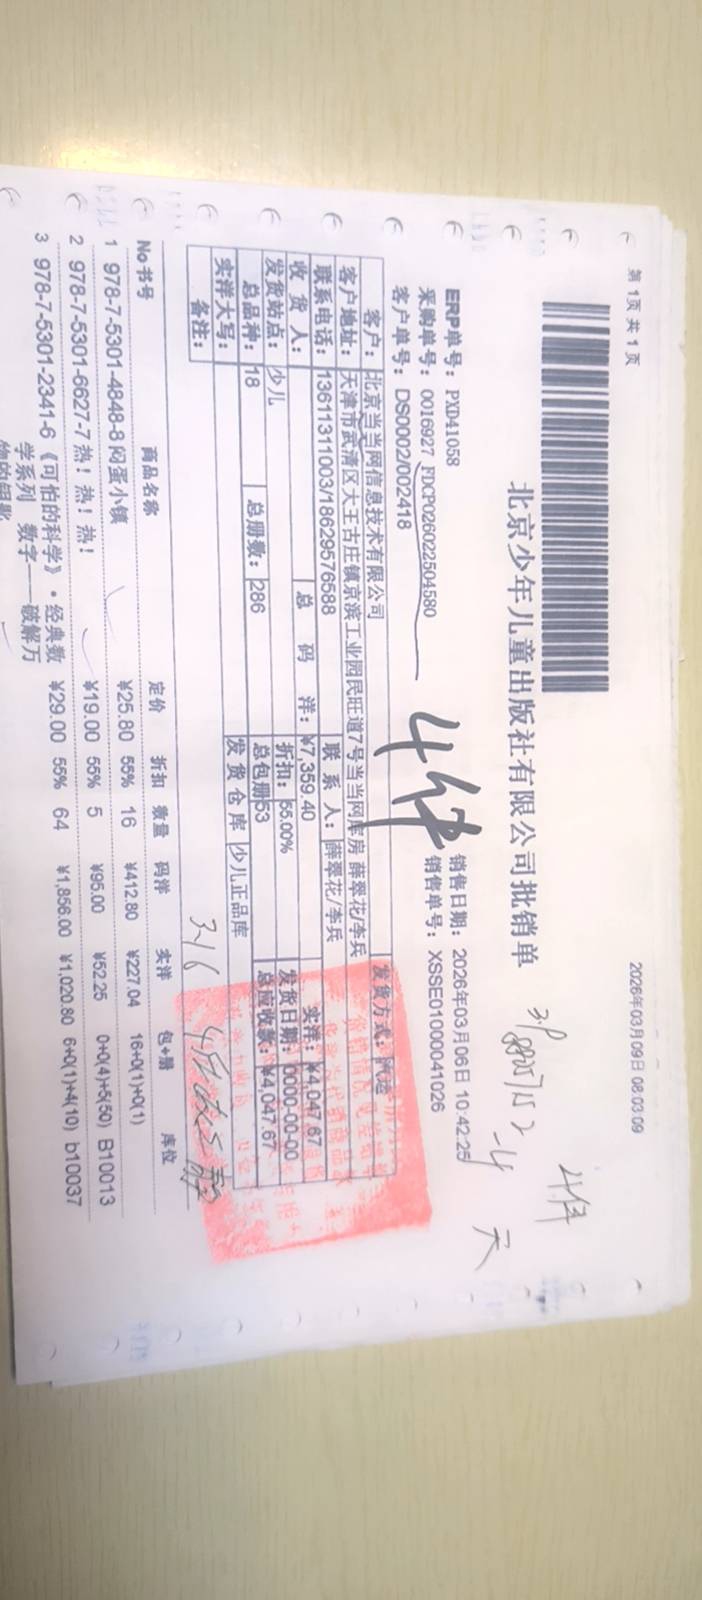 第 1页 共 1 页
2026年03月09日 08:03:09
北京少年儿童出版社有限公司批销单
4件
天
ERP单号: PXD41058
销售日期: 2026年03月06日 10:42:25
采购单号: 0016927 PDCP026022504580
销售单号: XSSE01000041026
客户单号: DS0002/002418
4件
客户: 北京当当网信息技术有限公司
发货方式: 汽运
客户地址: 天津市武清区大王古庄镇京滨工业园民旺道7号当当网库房 薛翠花/李兵
联系电话: 13611311003/18629576588
联系人: 薛翠花/李兵
收货人:
总码洋: ¥7,359.40
实洋: ¥4,047.67
发货站点: 少儿
折扣: 55.00%
发货日期: 0000-00-00
总品种: 18
总册数: 286
总包册53
总应收款: ¥4,047.67
实洋大写:
发货仓库 少儿正品库
备注:
3-16
No 书号 商品名称 定价 折扣 数量 码洋 实洋 包+册 库位
1 978-7-5301-4848-8 闷蛋小镇 ¥25.80 55% 16 ¥412.80 ¥227.04 16+0(1)+0(1)
2 978-7-5301-6627-7 热!热!热! ¥19.00 55% 5 ¥95.00 ¥52.25 0+0(4)+5(50) B10013
3 978-7-5301-2341-6 《可怕的科学》·经典数 ¥29.00 55% 64 ¥1,856.00 ¥1,020.80 6+0(1)+4(10) b10037
学系列 数字——破解万
物的钥匙